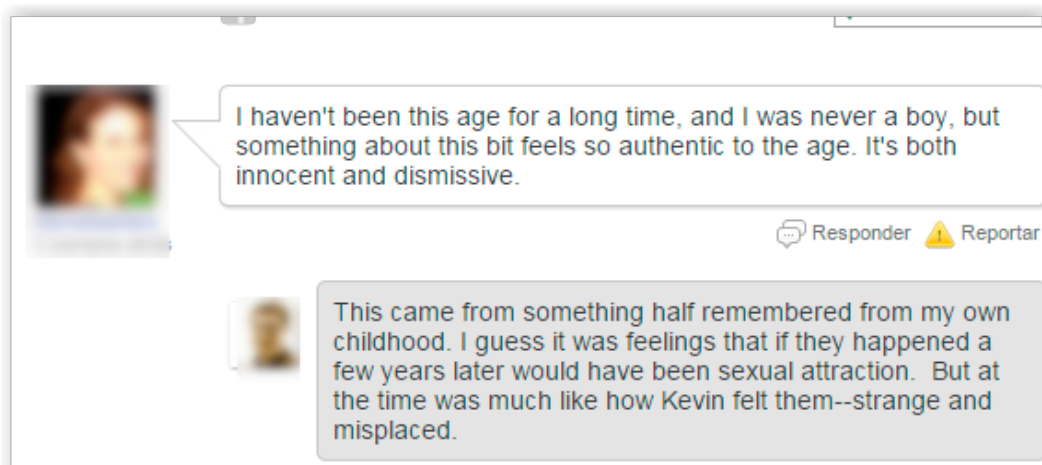 I haven't been this age for a long time, and I was never a boy, but
something about this bit feels so authentic to the age. It's both
innocent and dismissive.
Responder Reportar
This came from something half remembered from my own
childhood. I guess it was feelings that if they happened a
few years later would have been sexual attraction.  But at
the time was much like how Kevin felt them--strange and
misplaced.